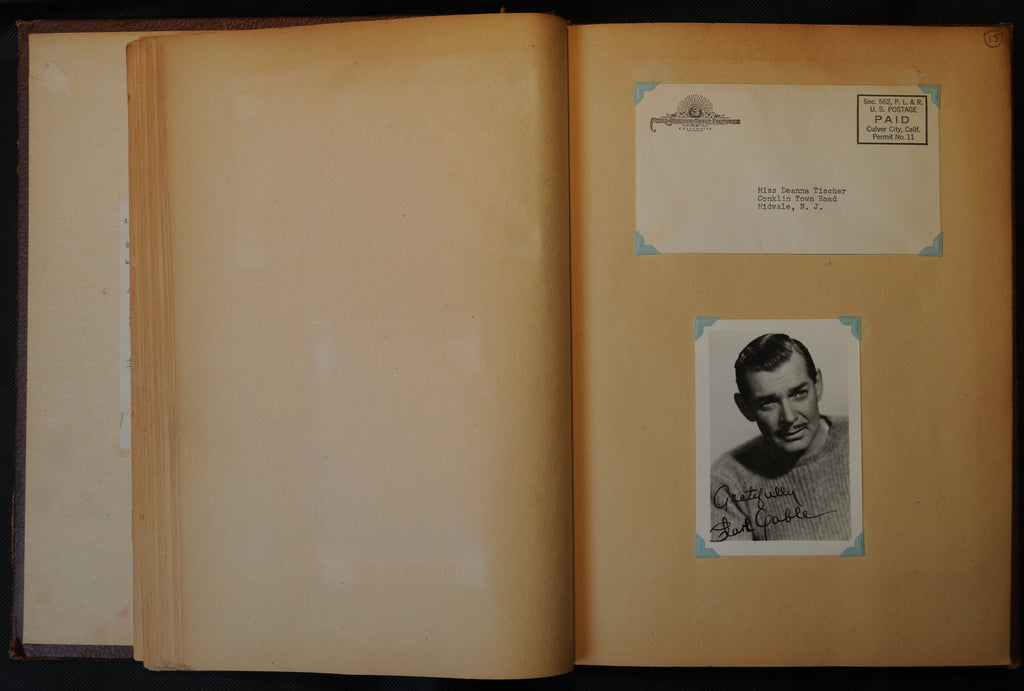 15
Sec. 562, P. L. & R.
U. S. POSTAGE
PAID
Culver City, Calif.
Permit No. 11
Miss Deanna Tischer
Conklin Town Road
Midvale, N. J.
Gratefully
Clark Gable